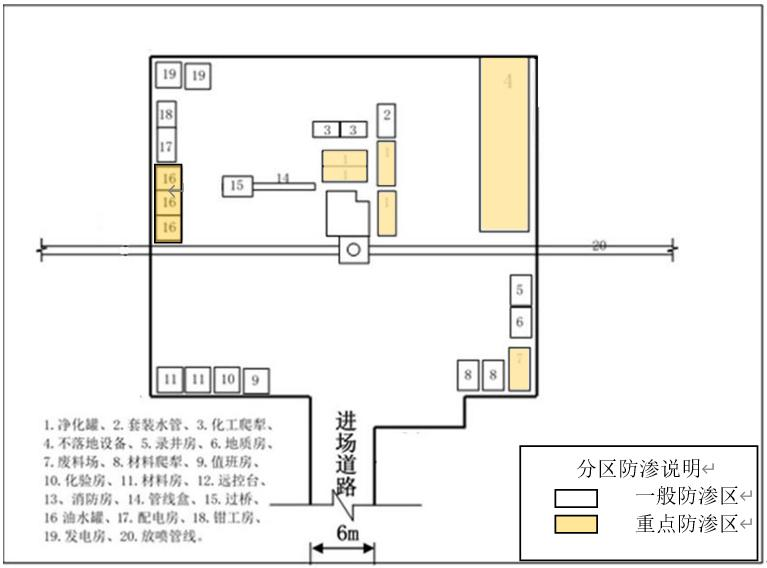 4
19 19
18
2
3 3
17
1
1
1
16
14
15
16
1
16
20
5
6
7
8 8
11 11 10 9
进场道路
6m
1.净化罐、2.套装水管、3.化工爬犁、
4.不落地设备、5.录井房、6.地质房、
7.废料场、8.材料爬犁、9.值班房、
10.化验房、11.材料房、12.远控台、
13、消防房、14.管线盒、15.过桥、
16 油水罐、17.配电房、18.钳工房、
19.发电房、20.放喷管线。
分区防渗说明↵
一般防渗区↵
重点防渗区↵